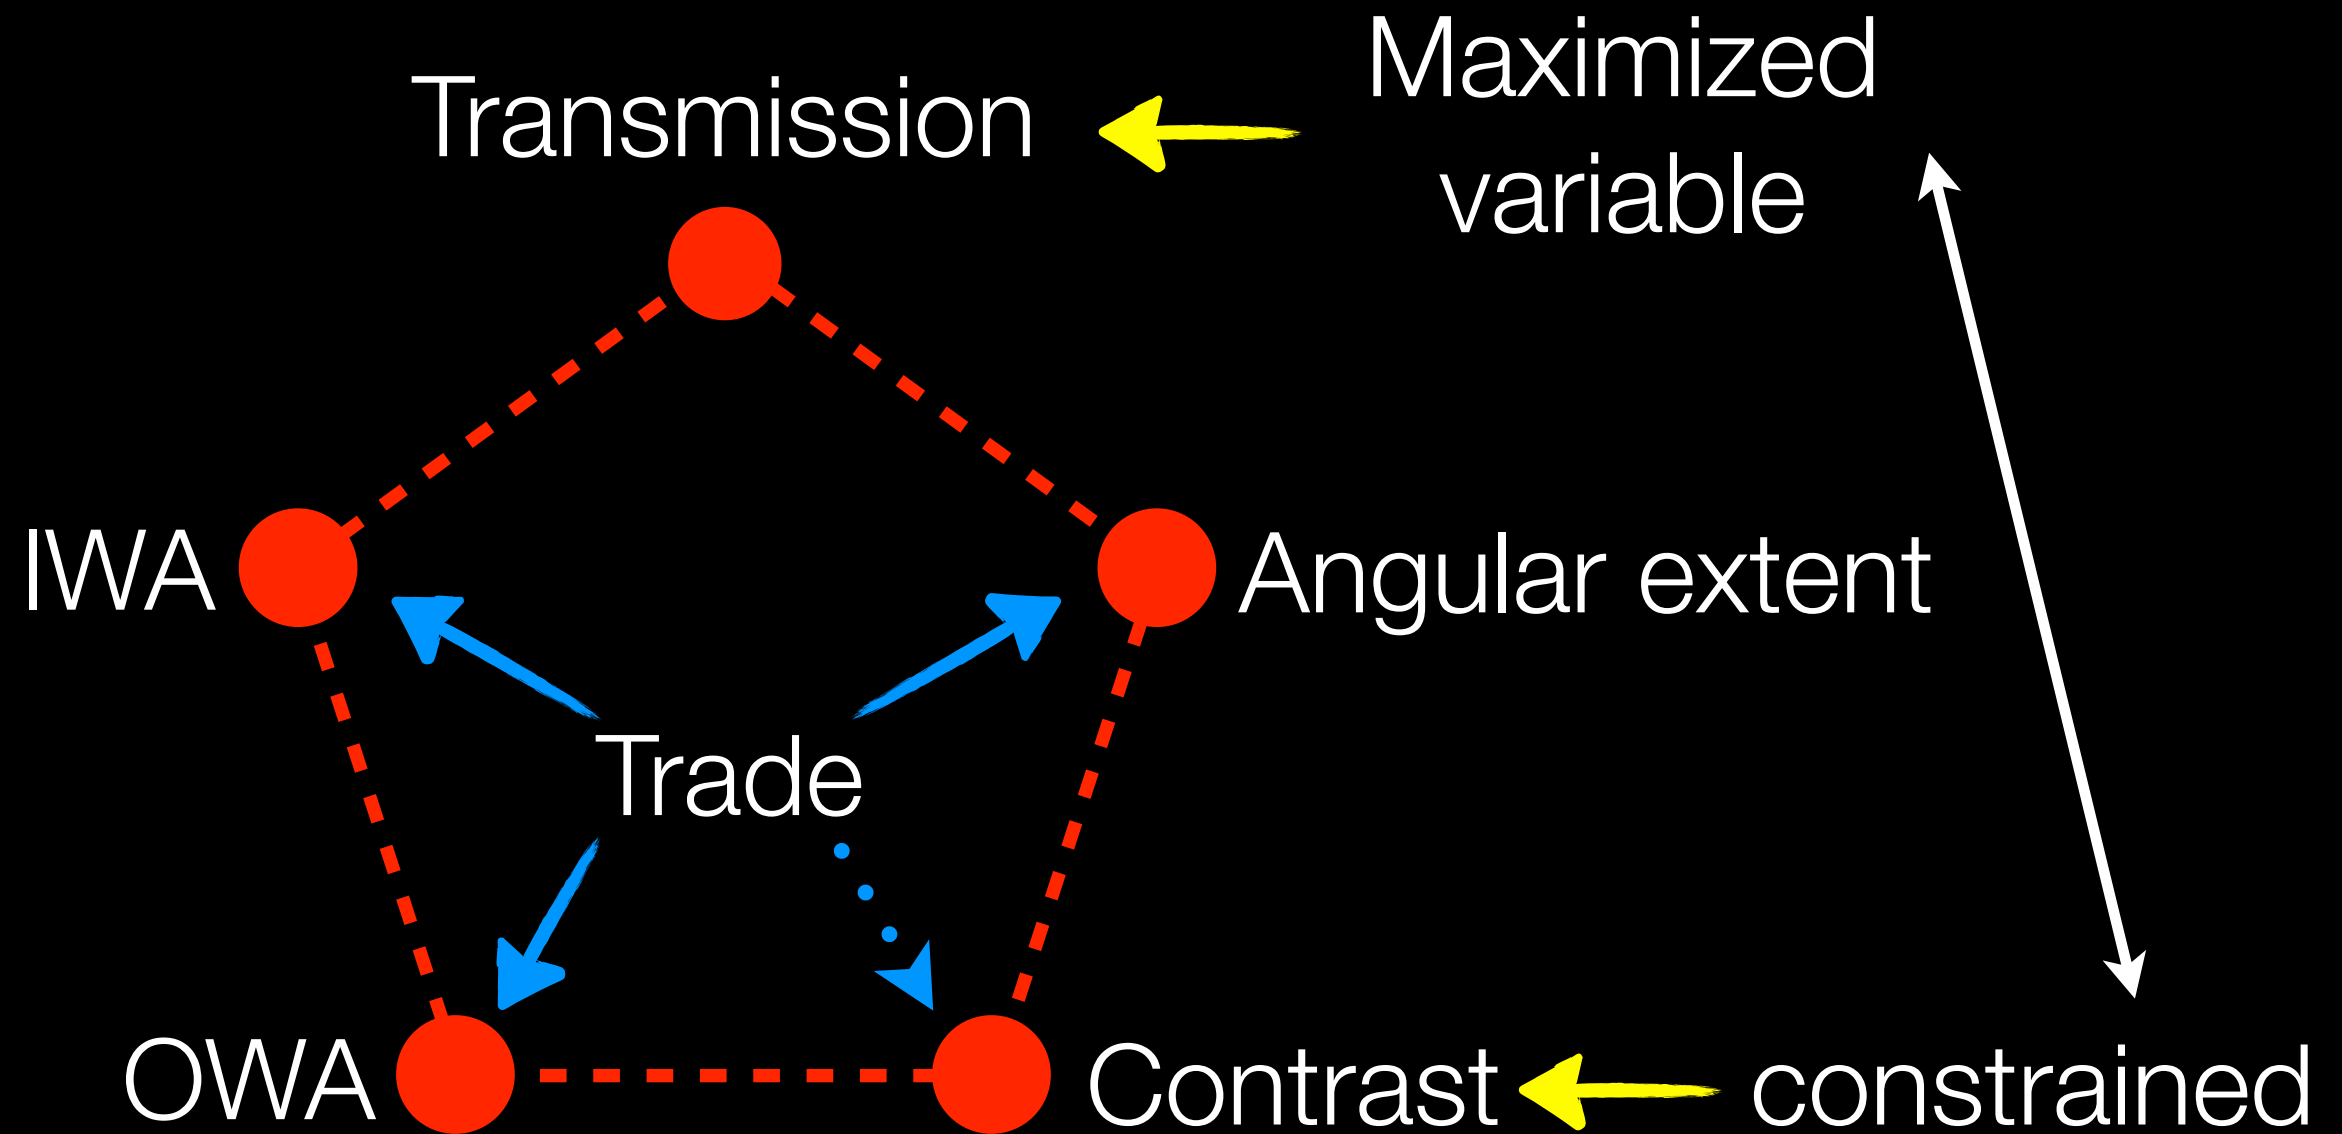 Maximized
variable
Transmission
IWA
Angular extent
Trade
OWA
Contrast
constrained